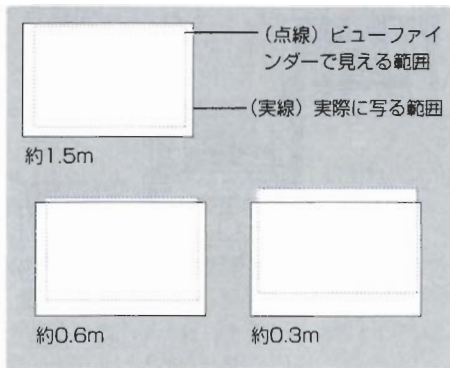 （点線）ビューファイ
ンダーで見える範囲
（実線）実際に写る範囲
約1.5m
約0.6m
約0.3m